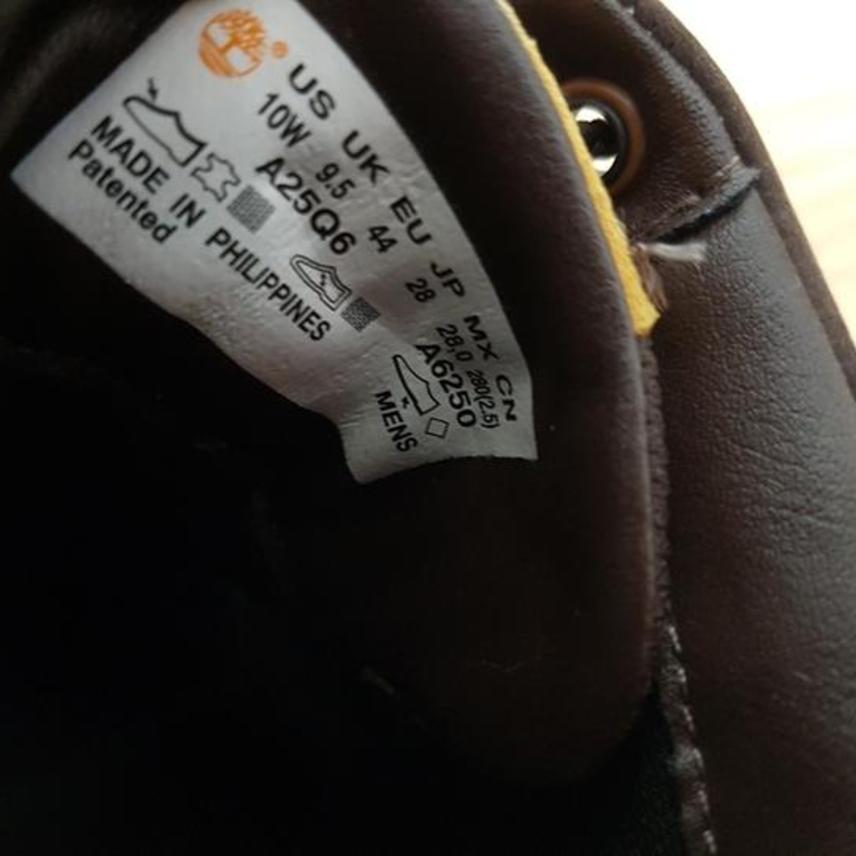 US UK EU JP MX CN
10W 9.5 44 28 28,0 280(2.5)
A25Q6 A6250
MADE IN PHILIPPINES MENS
Patented